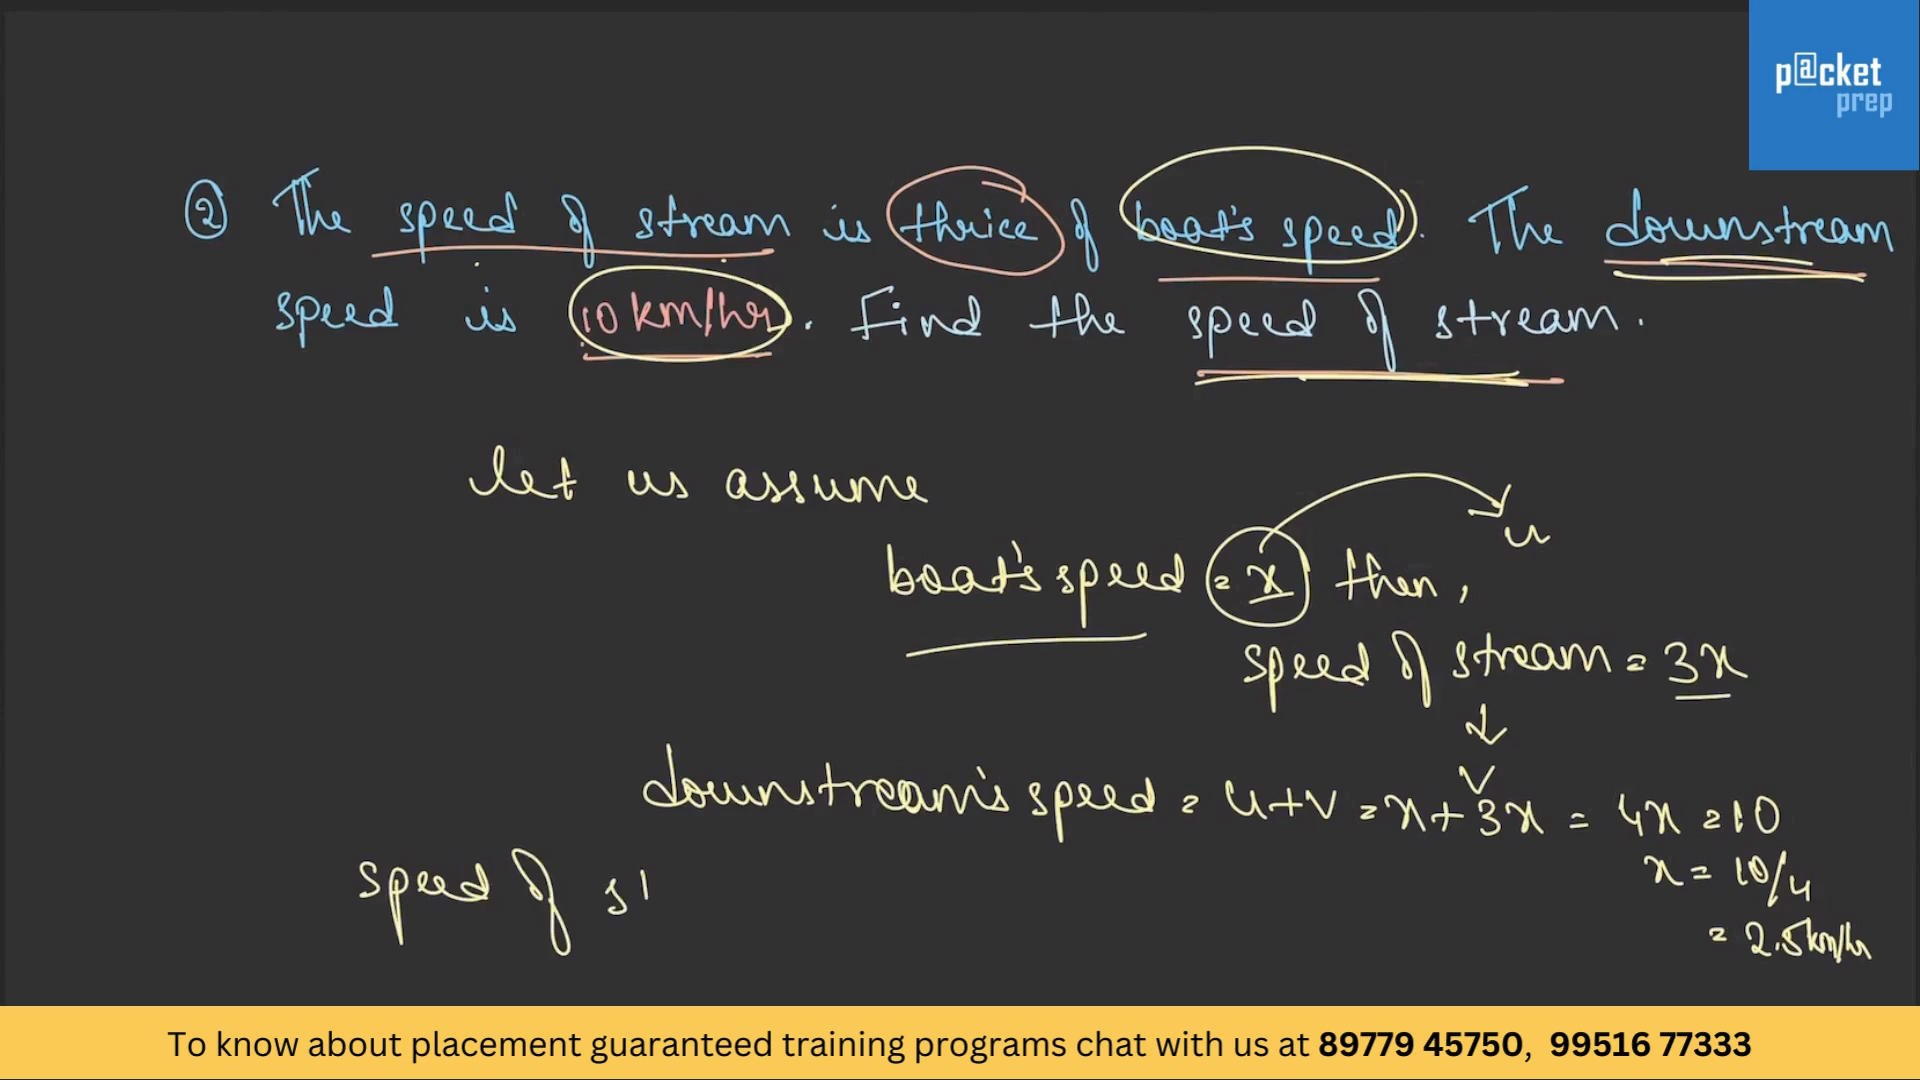 p@cket
prep
② The speed of stream is thrice of boat's speed. The downstream
speed is 10 km/hr. Find the speed of stream.
let us assume
u
boat's speed = x then,
speed of stream = 3x
v
downstream's speed = u+v = x+3x = 4x = 10
x = 10/4
= 2.5km/hr
speed of st
To know about placement guaranteed training programs chat with us at 89779 45750, 99516 77333